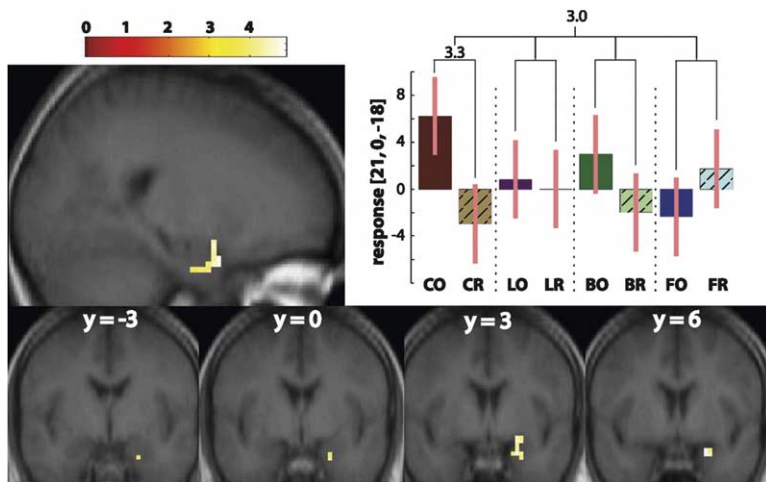 0 1 2 3 4
3.0
3.3
response [21, 0, -18]
8
4
0
-4
CO CR LO LR BO BR FO FR
y = -3 y = 0 y = 3 y = 6